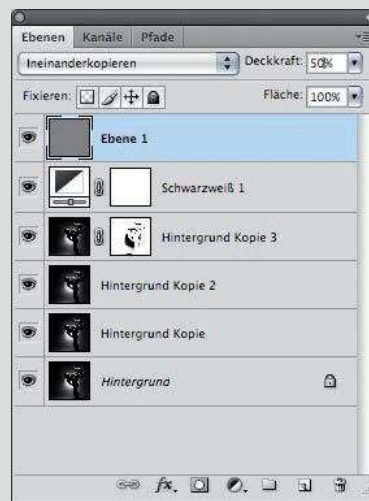 Ebenen Kanäle Pfade
Ineinanderkopieren Deckkraft: 50%
Fixieren: Fläche: 100%
Ebene 1
Schwarzweiß 1
Hintergrund Kopie 3
Hintergrund Kopie 2
Hintergrund Kopie
Hintergrund
fx.